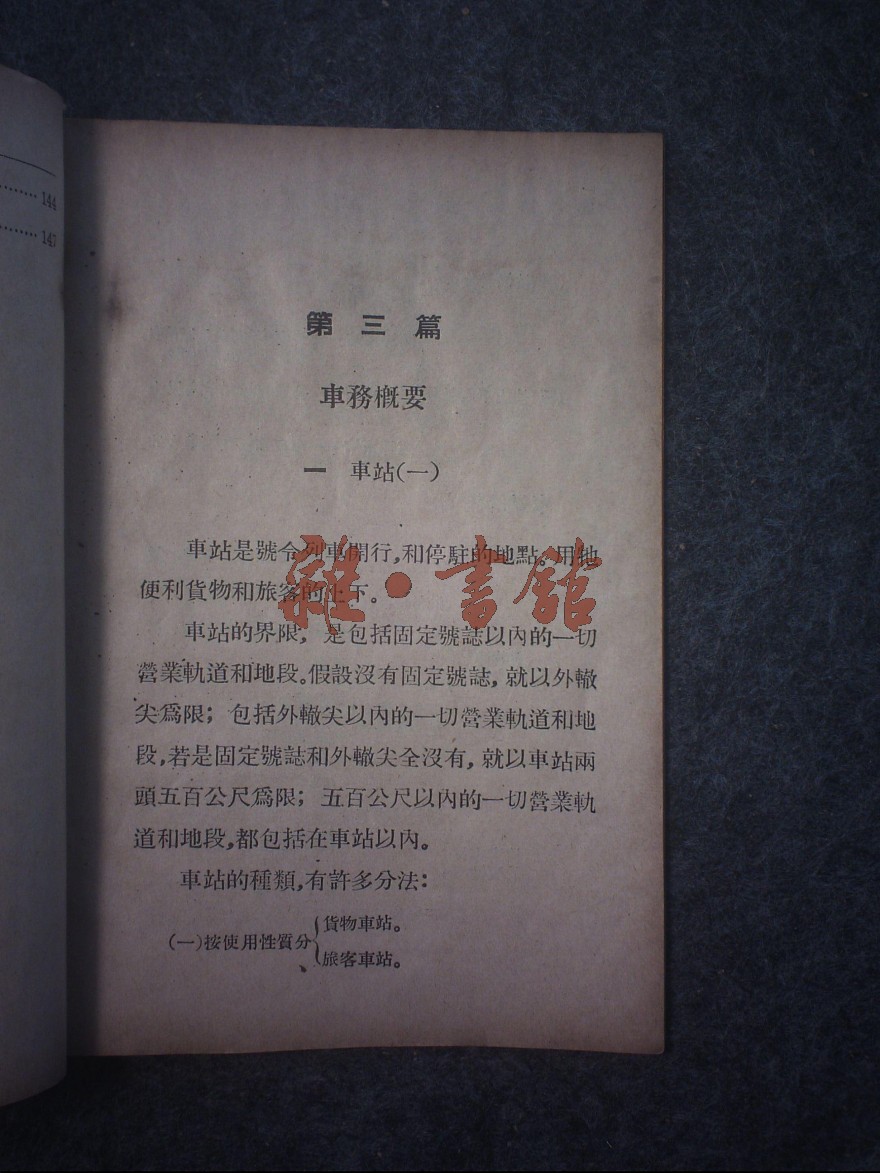 144
147
第三篇
車務概要
一 車站(一)
車站是號令列車開行,和停駐的地點。用牠
便利貨物和旅客的上下。
車站的界限,是包括固定號誌以內的一切
營業軌道和地段。假設沒有固定號誌,就以外轍
尖爲限;包括外轍尖以內的一切營業軌道和地
段,若是固定號誌和外轍尖全沒有,就以車站兩
頭五百公尺爲限;五百公尺以內的一切營業軌
道和地段,都包括在車站以內。
車站的種類,有許多分法:
(一)按使用性質分{貨物車站。
旅客車站。
雜·書館